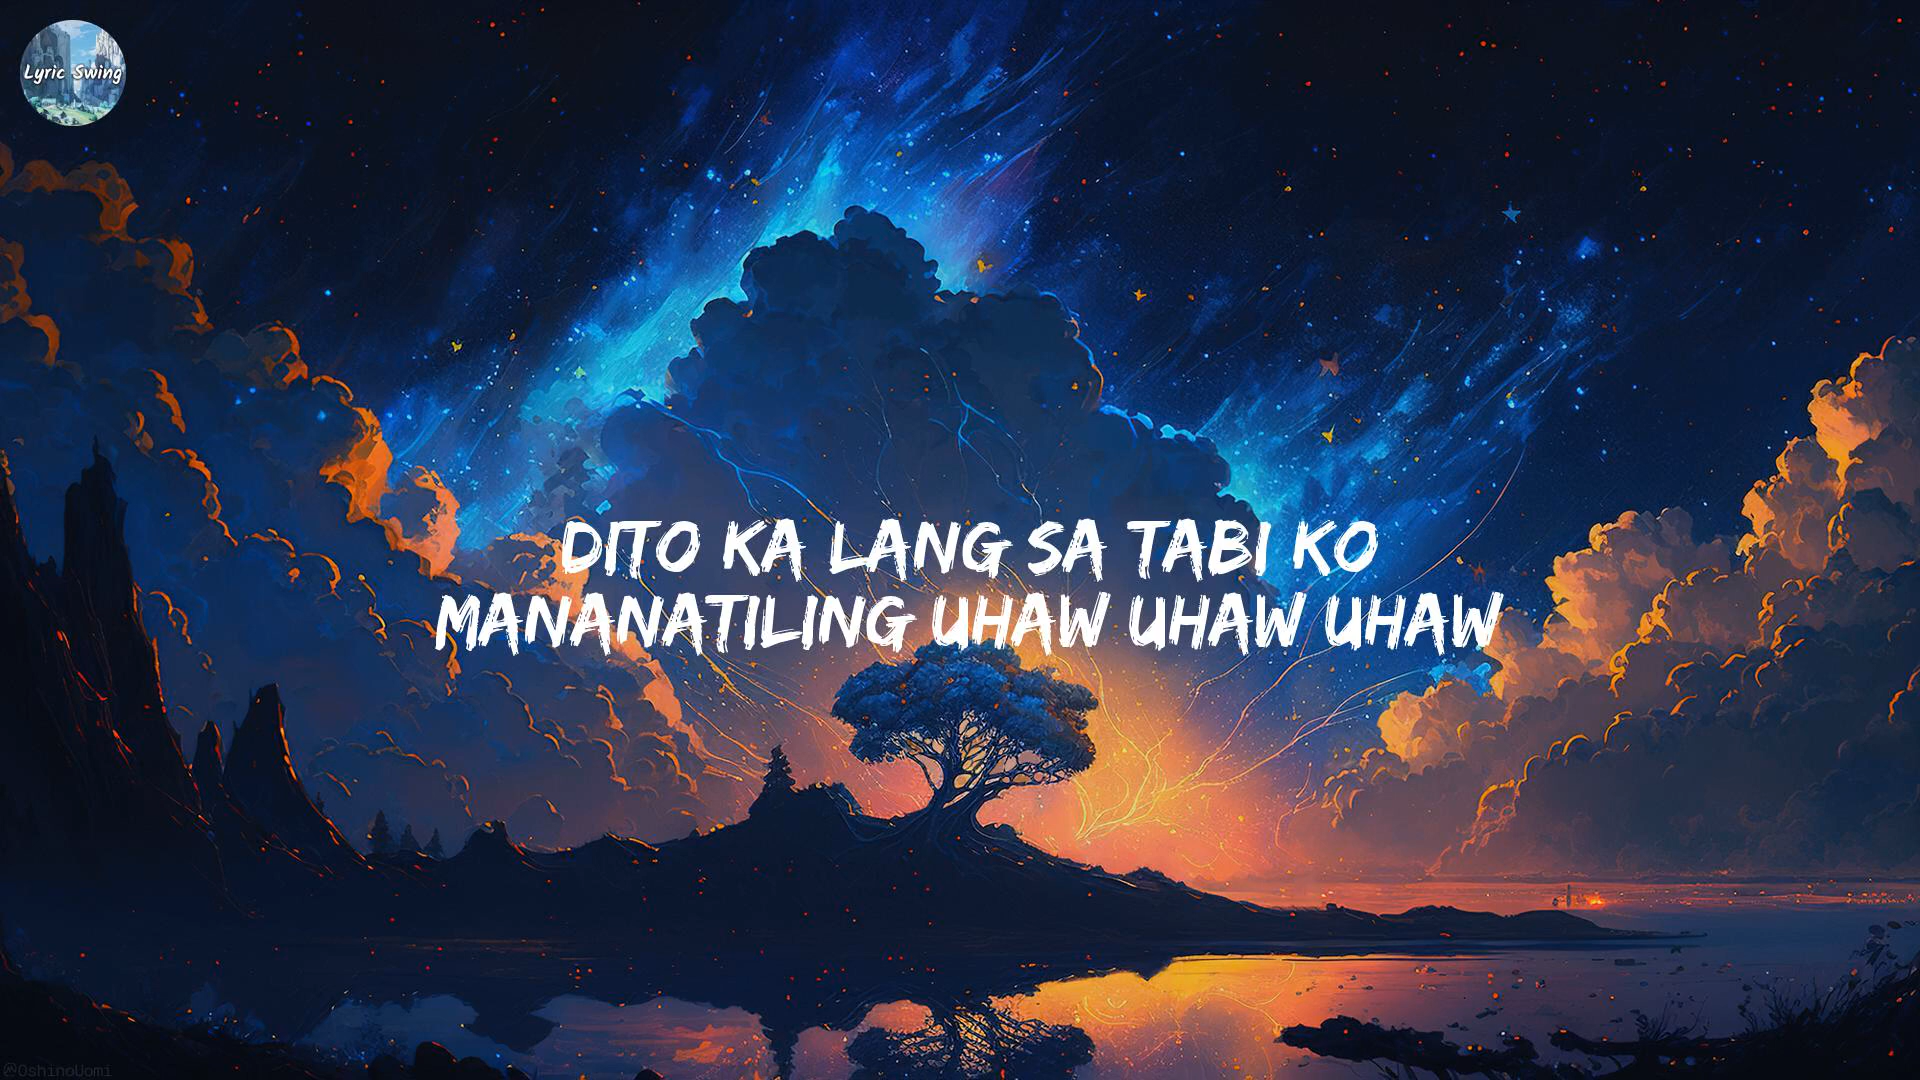 Lyric Swing
DITO KA LANG SA TABI KO
MANANATILING UHAW UHAW UHAW
@OshinoUomi